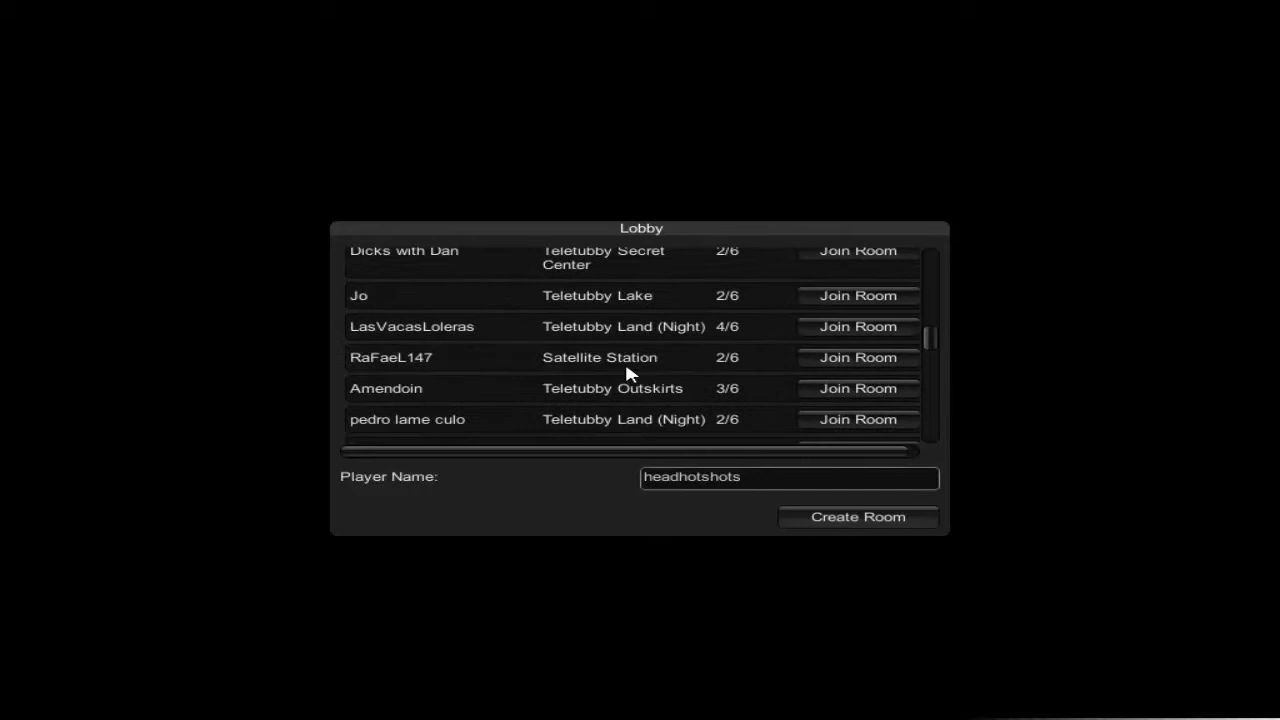 Lobby
Dicks with Dan Teletubby Secret Center 2/6 Join Room
Jo Teletubby Lake 2/6 Join Room
LasVacasLoleras Teletubby Land (Night) 4/6 Join Room
RaFaeL147 Satellite Station 2/6 Join Room
Amendoin Teletubby Outskirts 3/6 Join Room
pedro lame culo Teletubby Land (Night) 2/6 Join Room
Player Name: headhotshots
Create Room